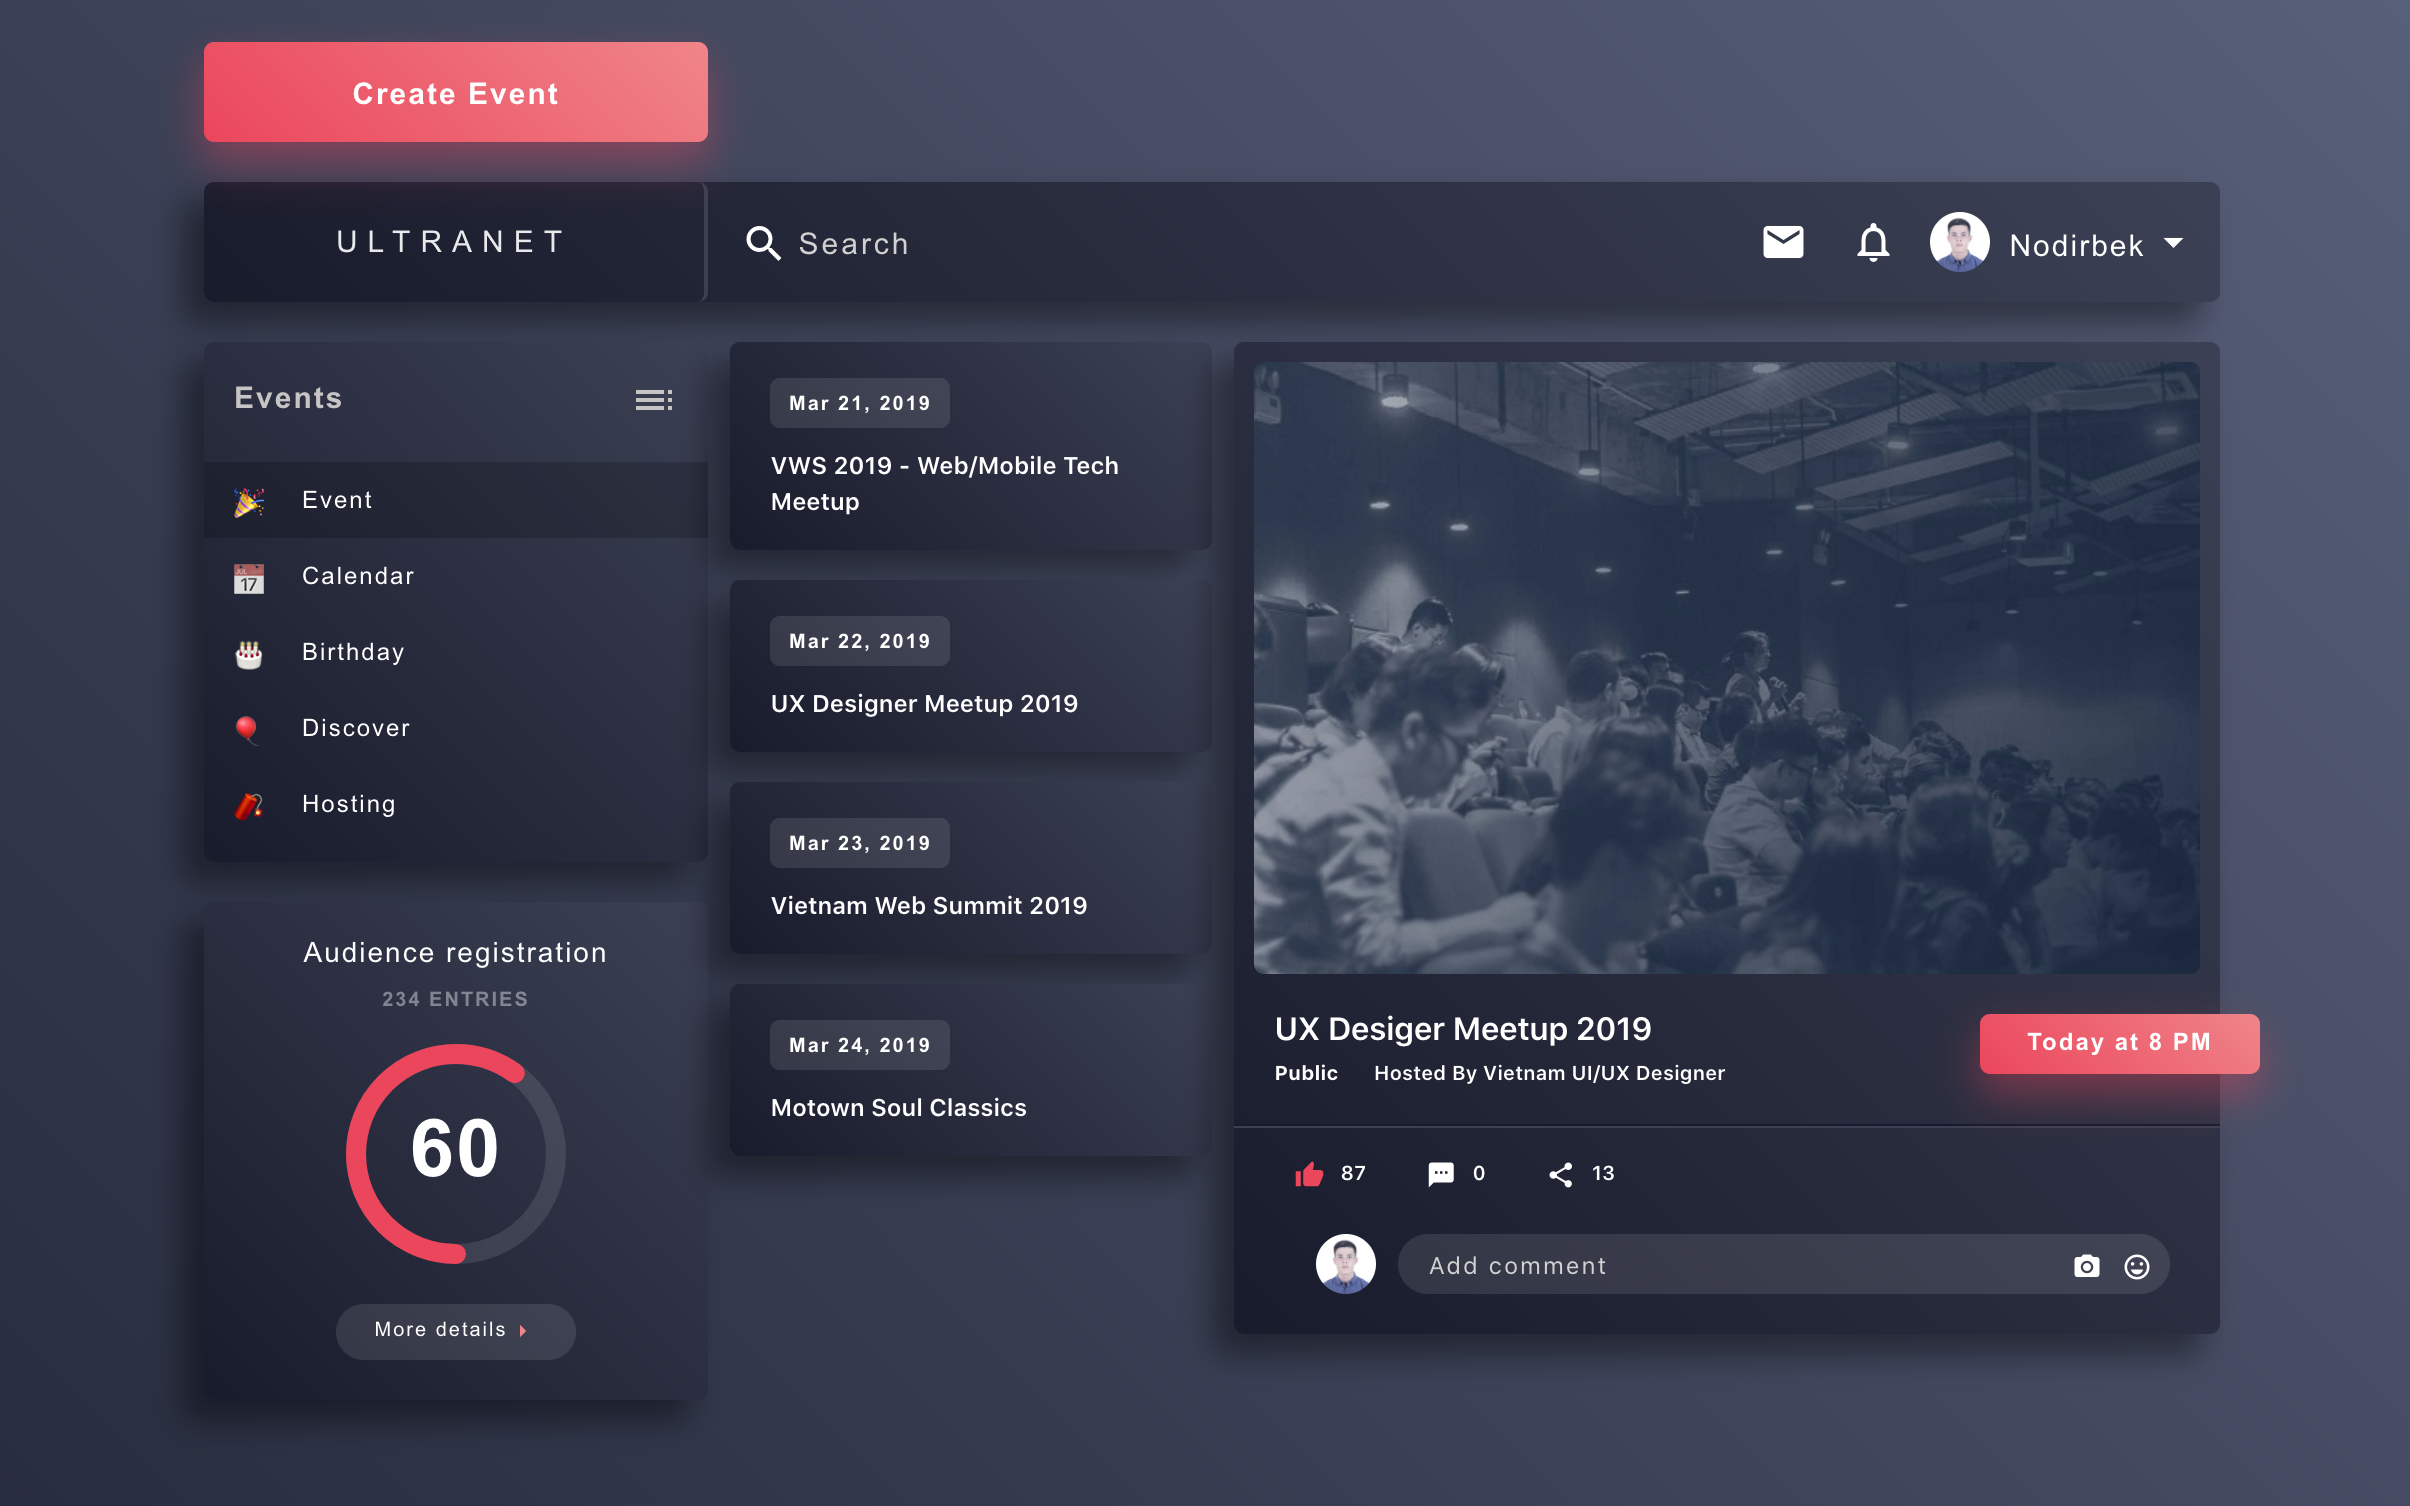 Create Event
ULTRANET
Search
Nodirbek
Events
Event
JUL
17
Calendar
Birthday
Discover
Hosting
Audience registration
234 ENTRIES
60
More details
Mar 21, 2019
VWS 2019 - Web/Mobile Tech
Meetup
Mar 22, 2019
UX Designer Meetup 2019
Mar 23, 2019
Vietnam Web Summit 2019
Mar 24, 2019
Motown Soul Classics
UX Desiger Meetup 2019
Today at 8 PM
Public Hosted By Vietnam UI/UX Designer
87 0 13
Add comment